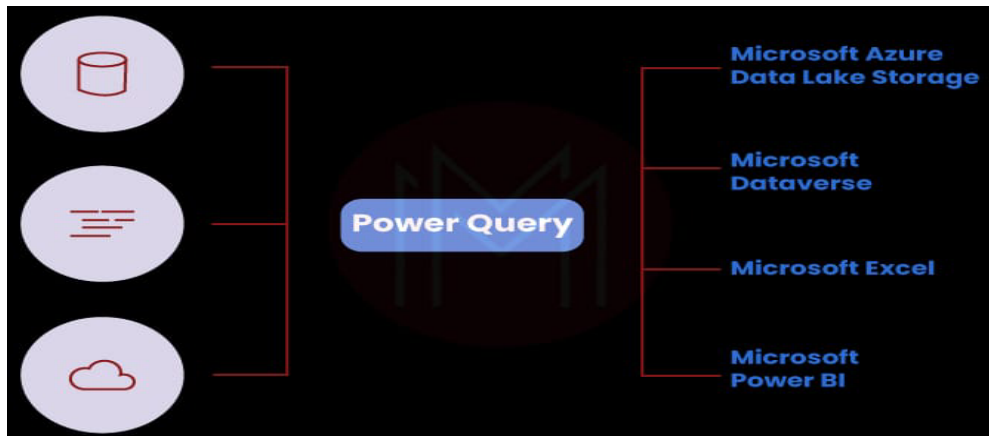 Microsoft Azure
Data Lake Storage
Microsoft
Dataverse
Power Query
Microsoft Excel
Microsoft
Power BI